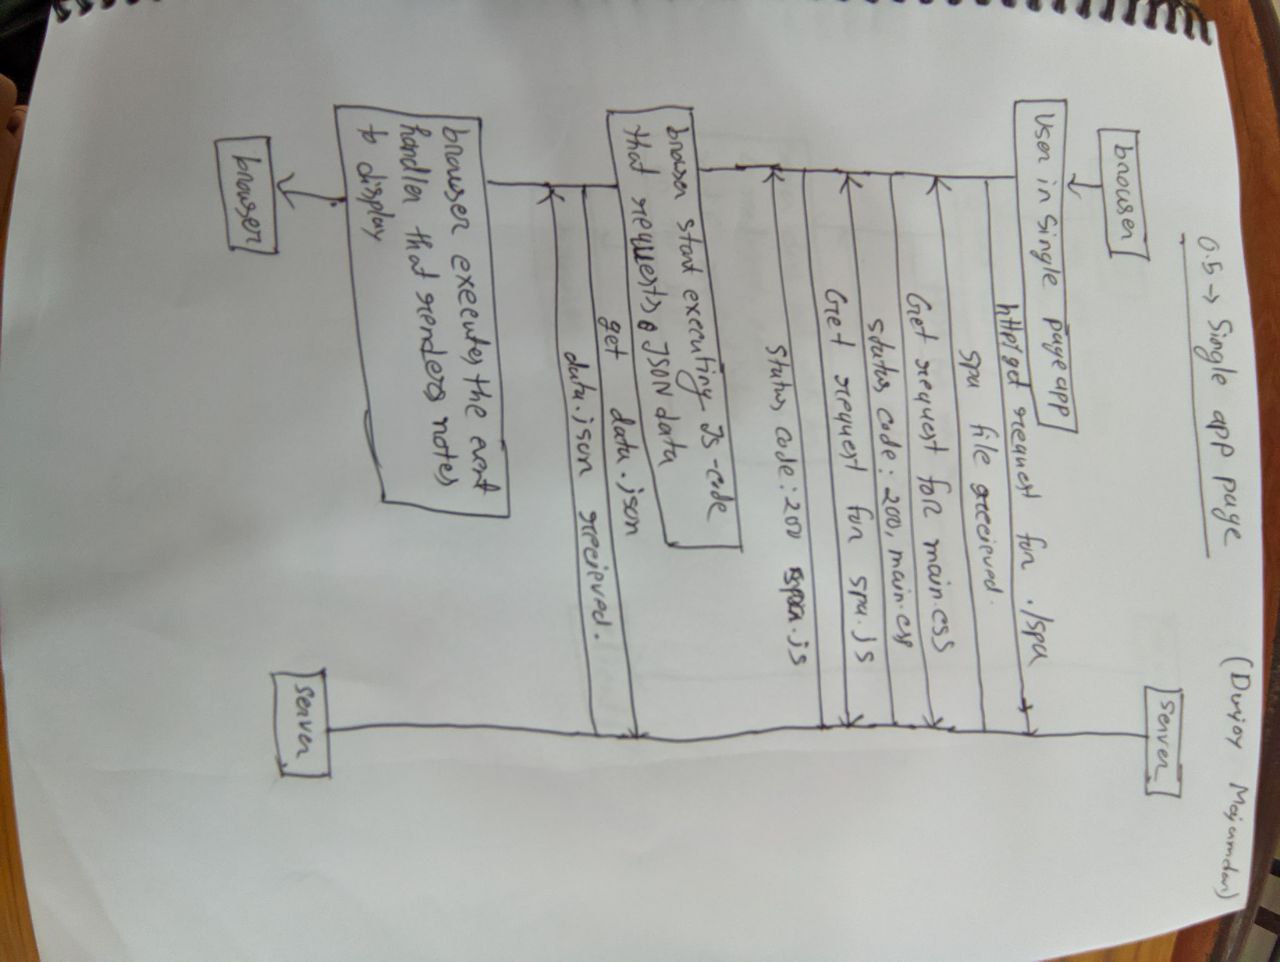 0.5 → Single app page
(Durjoy Majumdar)
browser
server
User in Single page app
http get request for ./spa
spa file recieved.
Get request for main.css
status code: 200, main.css
Get request for spa.js
Status code: 200 spa.js
browser start executing JS-code
that requests JSON data
get data.json
data.json recieved.
browser executes the event
handler that renders notes
to display
browser
server